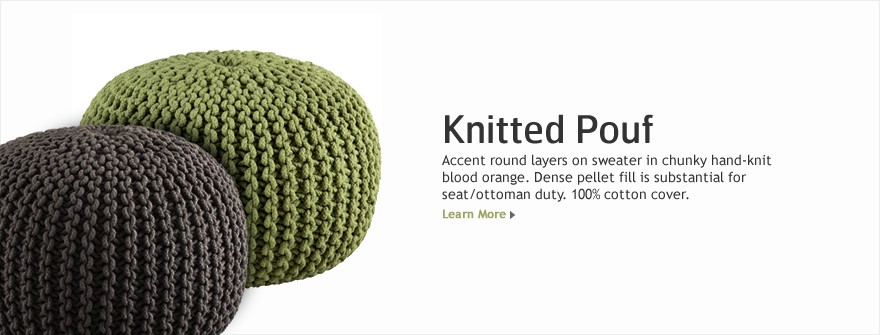 Knitted Pouf
Accent round layers on sweater in chunky hand-knit
blood orange. Dense pellet fill is substantial for
seat/ottoman duty. 100% cotton cover.
Learn More